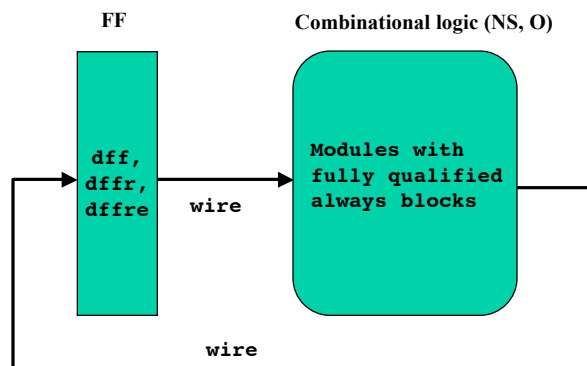 FF
Combinational logic (NS, O)
dff,
dffr,
dffre
wire
Modules with
fully qualified
always blocks
wire